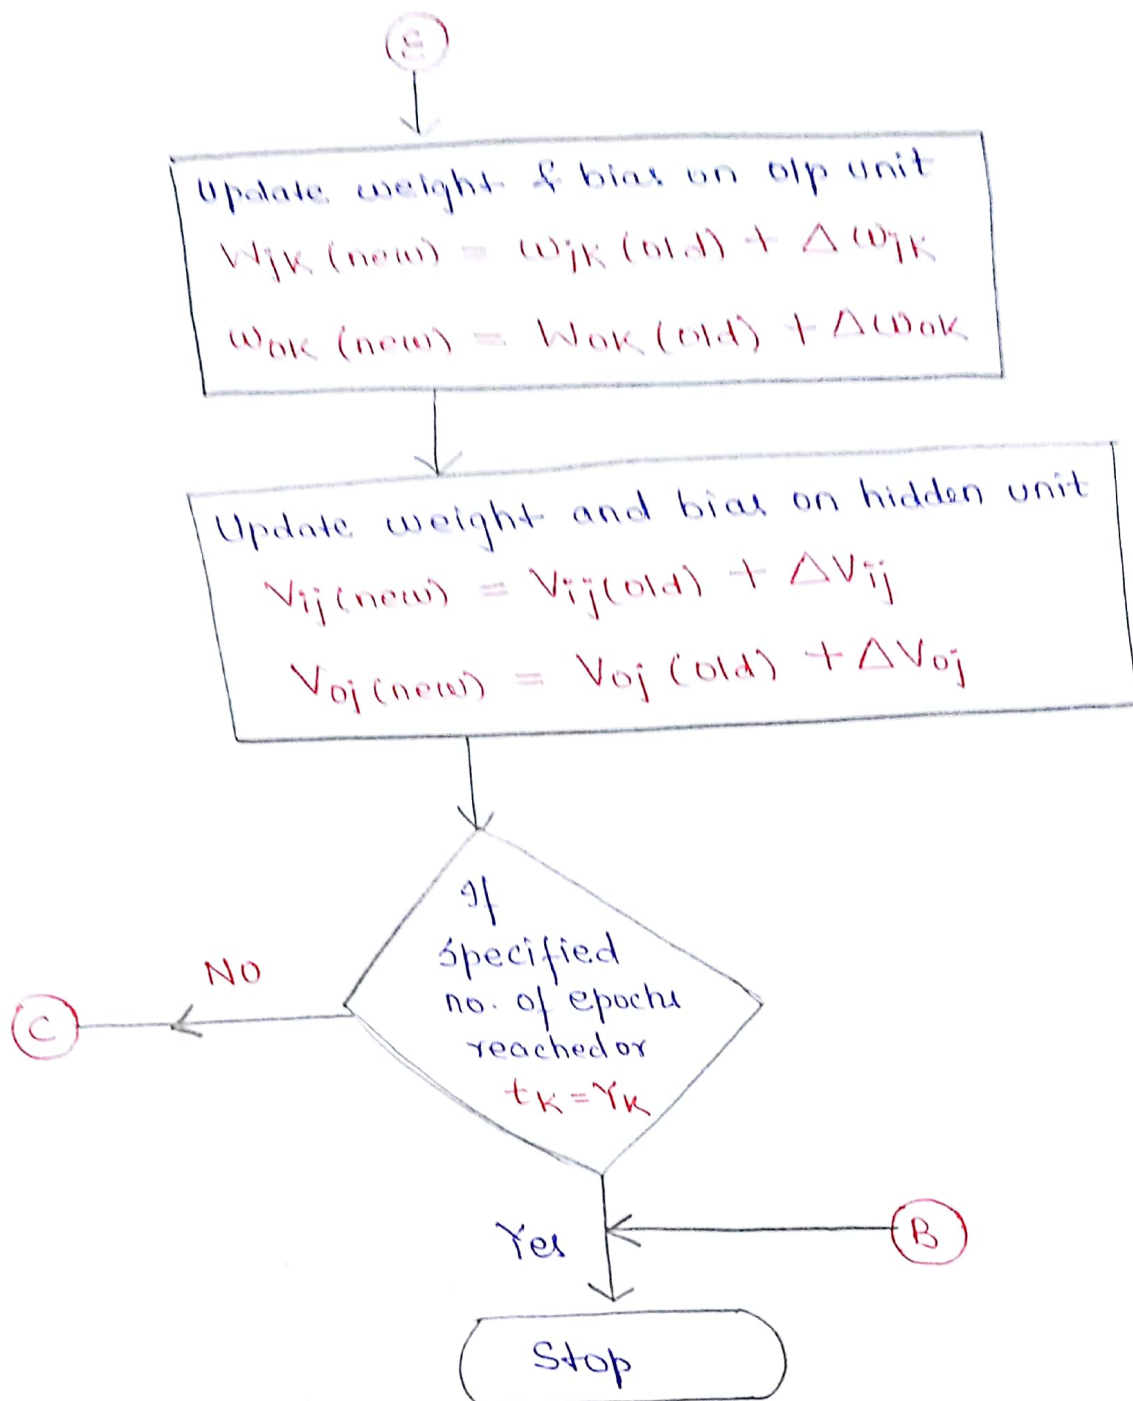 Update weight & bias on o/p unit
Wjk (new) = wjk (old) + Δwjk
wok (new) = Wok (old) + Δwok
Update weight and bias on hidden unit
Vij (new) = Vij (old) + ΔVij
Voj (new) = Voj (old) + ΔVoj
If
specified
no. of epochs
reached or
tk = Yk
NO
C
Yes
B
Stop